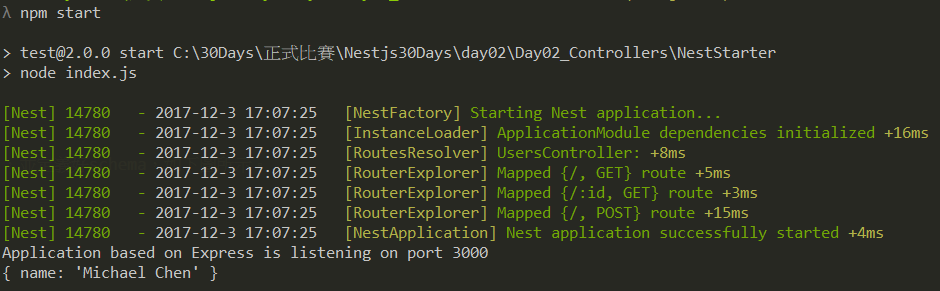 λ npm start
> test@2.0.0 start C:\30Days\正式比賽\Nestjs30Days\day02\Day02_Controllers\NestStarter
> node index.js
[Nest] 14780   - 2017-12-3 17:07:25   [NestFactory] Starting Nest application...
[Nest] 14780   - 2017-12-3 17:07:25   [InstanceLoader] ApplicationModule dependencies initialized +16ms
[Nest] 14780   - 2017-12-3 17:07:25   [RoutesResolver] UsersController: +8ms
[Nest] 14780   - 2017-12-3 17:07:25   [RouterExplorer] Mapped {/, GET} route +5ms
[Nest] 14780   - 2017-12-3 17:07:25   [RouterExplorer] Mapped {/:id, GET} route +3ms
[Nest] 14780   - 2017-12-3 17:07:25   [RouterExplorer] Mapped {/, POST} route +15ms
[Nest] 14780   - 2017-12-3 17:07:25   [NestApplication] Nest application successfully started +4ms
Application based on Express is listening on port 3000
{ name: 'Michael Chen' }